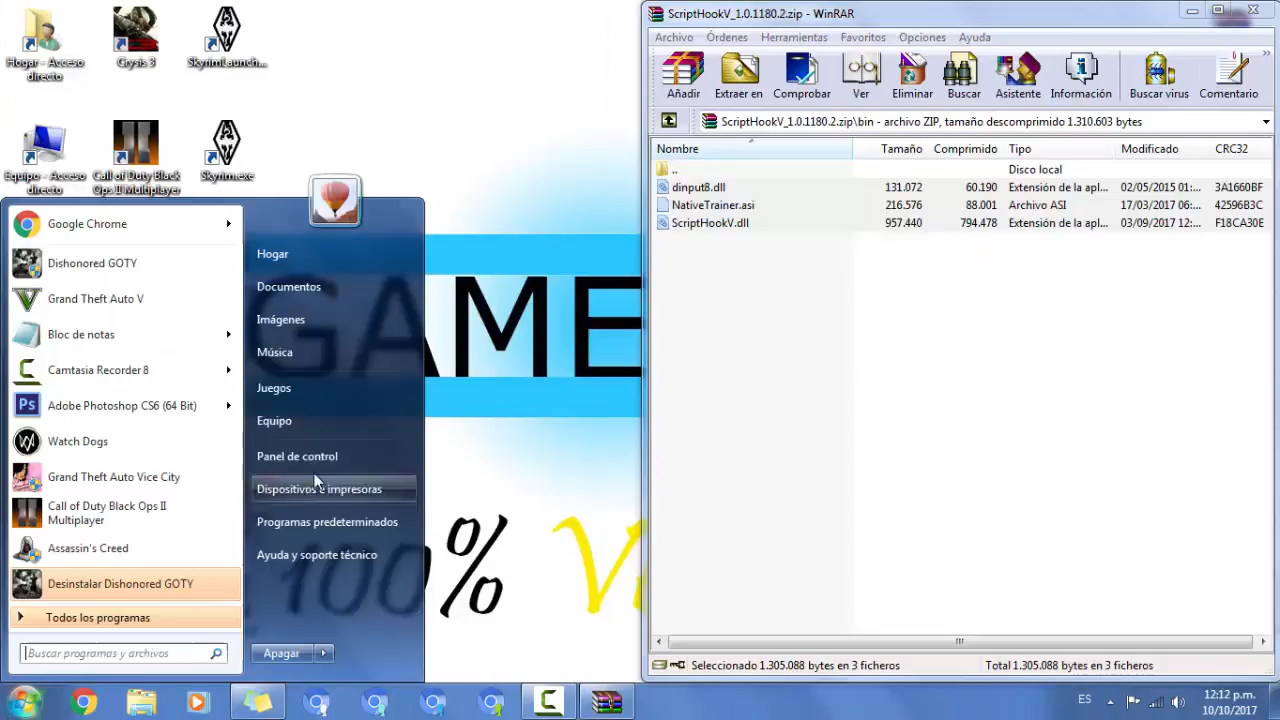 Hogar - Acceso directo
Crysis 3
SkyrimLaunch...
Equipo - Acceso directo
Call of Duty Black Ops II Multiplayer
Skyrim.exe
Google Chrome
Dishonored GOTY
Grand Theft Auto V
Bloc de notas
Camtasia Recorder 8
Adobe Photoshop CS6 (64 Bit)
Watch Dogs
Grand Theft Auto Vice City
Call of Duty Black Ops II
Multiplayer
Assassin's Creed
Desinstalar Dishonored GOTY
Todos los programas
Buscar programas y archivos
Hogar
Documentos
Imágenes
Música
Juegos
Equipo
Panel de control
Dispositivos e impresoras
Programas predeterminados
Ayuda y soporte técnico
Apagar
GAME
100% Vi
ScriptHookV_1.0.1180.2.zip - WinRAR
Archivo Órdenes Herramientas Favoritos Opciones Ayuda
Añadir Extraer en Comprobar Ver Eliminar Buscar Asistente Información Buscar virus Comentario
ScriptHookV_1.0.1180.2.zip\bin - archivo ZIP, tamaño descomprimido 1.310.603 bytes
Nombre Tamaño Comprimido Tipo Modificado CRC32
.. Disco local
dinput8.dll 131.072 60.190 Extensión de la apl... 02/05/2015 01:... 3A1660BF
NativeTrainer.asi 216.576 88.001 Archivo ASI 17/03/2017 06:... 42596B3C
ScriptHookV.dll 957.440 794.478 Extensión de la apl... 03/09/2017 12:... F18CA30E
Seleccionado 1.305.088 bytes en 3 ficheros Total 1.305.088 bytes en 3 ficheros
ES
12:12 p.m.
10/10/2017